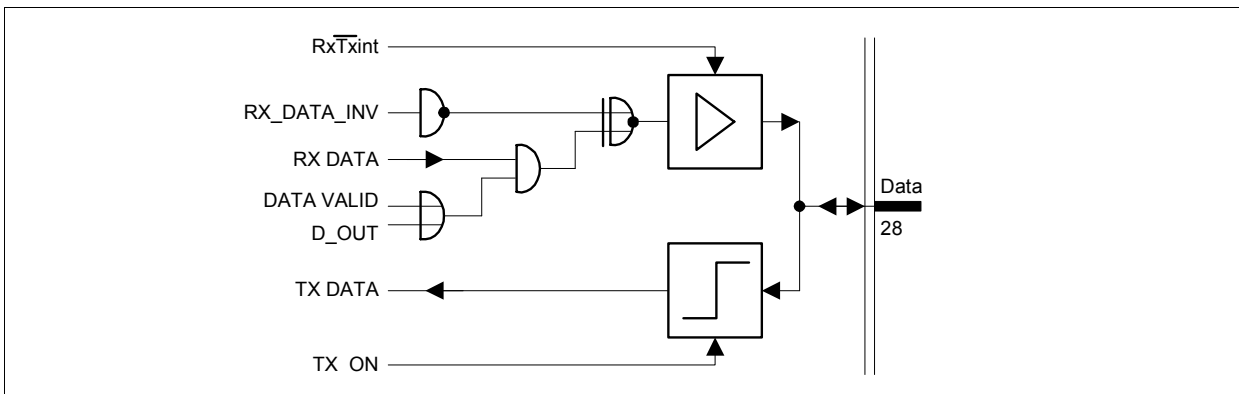 RxTxint
RX_DATA_INV
RX DATA
DATA VALID
D_OUT
TX DATA
TX ON
Data
28